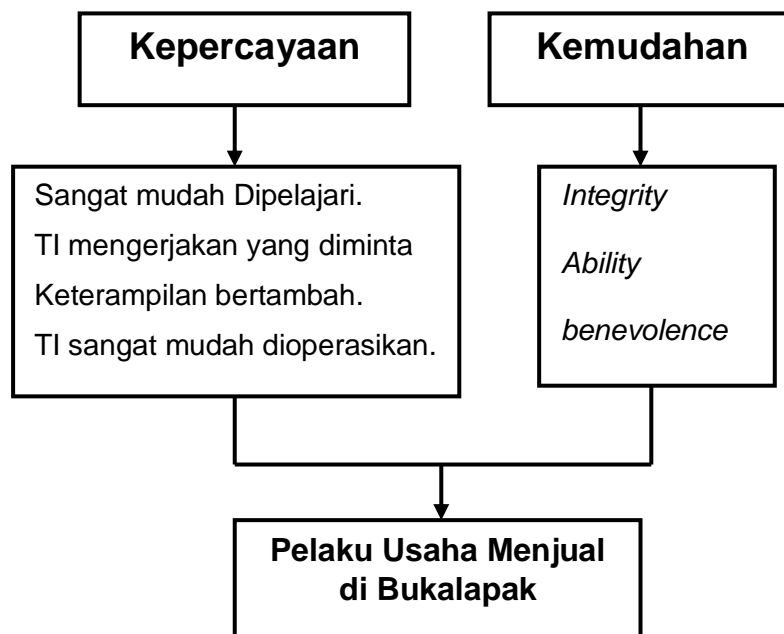 Kepercayaan
Kemudahan
Sangat mudah Dipelajari.
TI mengerjakan yang diminta
Keterampilan bertambah.
TI sangat mudah dioperasikan.
Integrity
Ability
benevolence
Pelaku Usaha Menjual
di Bukalapak